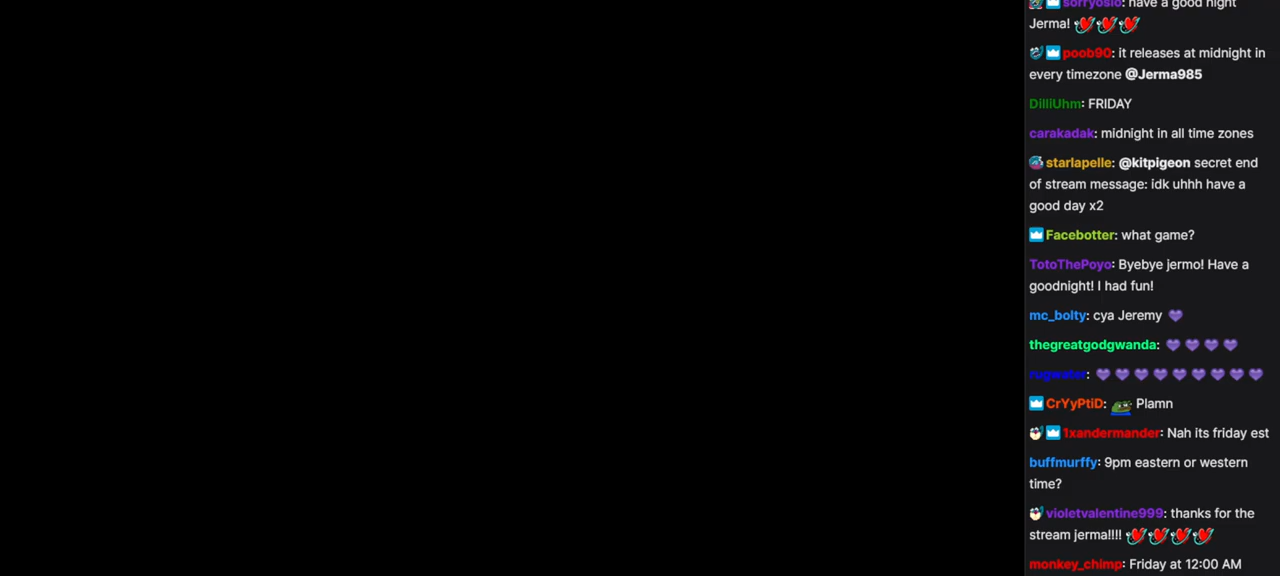 sorryoslo: have a good night
Jerma!
poob90: it releases at midnight in
every timezone @Jerma985
DilliUhm: FRIDAY
carakadak: midnight in all time zones
starlapelle: @kitpigeon secret end
of stream message: idk uhhh have a
good day x2
Facebotter: what game?
TotoThePoyo: Byebye jermo! Have a
goodnight! I had fun!
mc_bolty: cya Jeremy 💜
thegreatgodgwanda: 💜 💜 💜 💜
rugwater: 💜 💜 💜 💜 💜 💜 💜 💜 💜
CrYyPtiD: Plamn
1xandermander: Nah its friday est
buffmurffy: 9pm eastern or western
time?
violetvalentine999: thanks for the
stream jerma!!!!
monkey_chimp: Friday at 12:00 AM